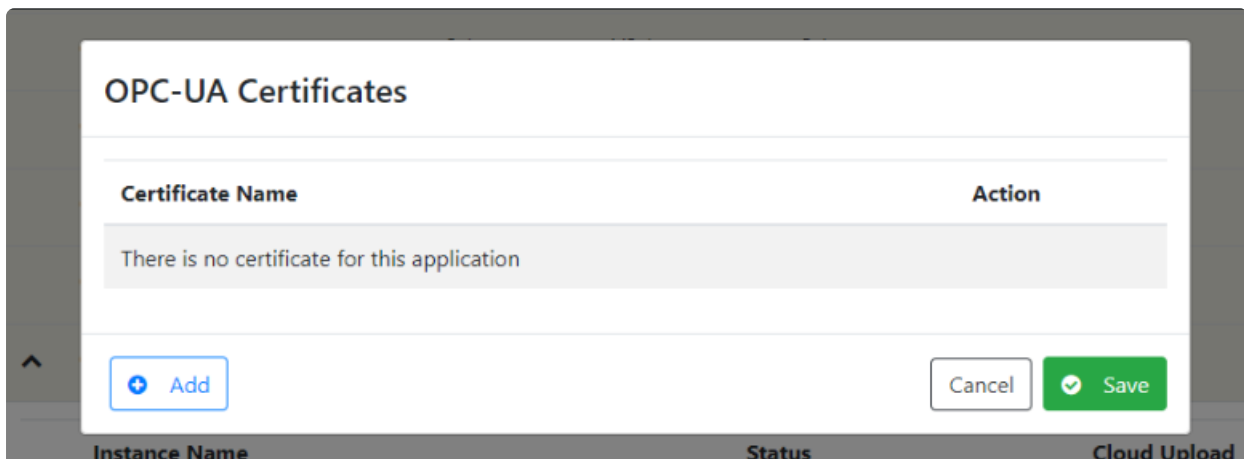 OPC-UA Certificates
Certificate Name Action
There is no certificate for this application
Add Cancel Save
Instance Name Status Cloud Upload